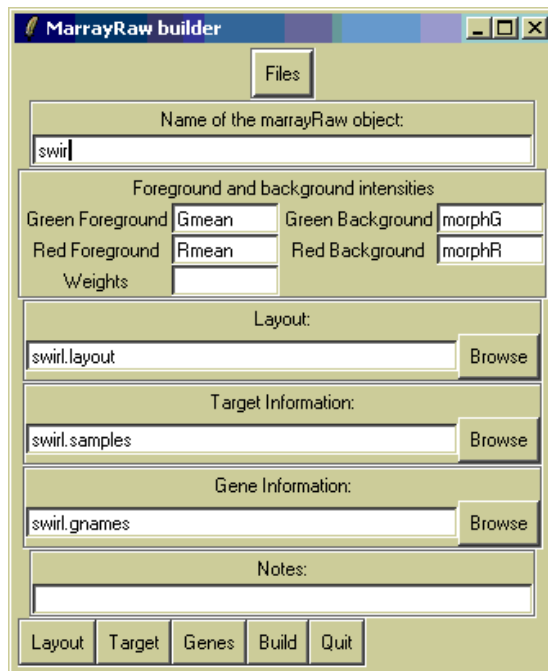 MarrayRaw builder
Files
Name of the marrayRaw object:
swir
Foreground and background intensities
Green Foreground Gmean Green Background morphG
Red Foreground Rmean Red Background morphR
Weights
Layout:
swirl.layout Browse
Target Information:
swirl.samples Browse
Gene Information:
swirl.gnames Browse
Notes:
Layout Target Genes Build Quit